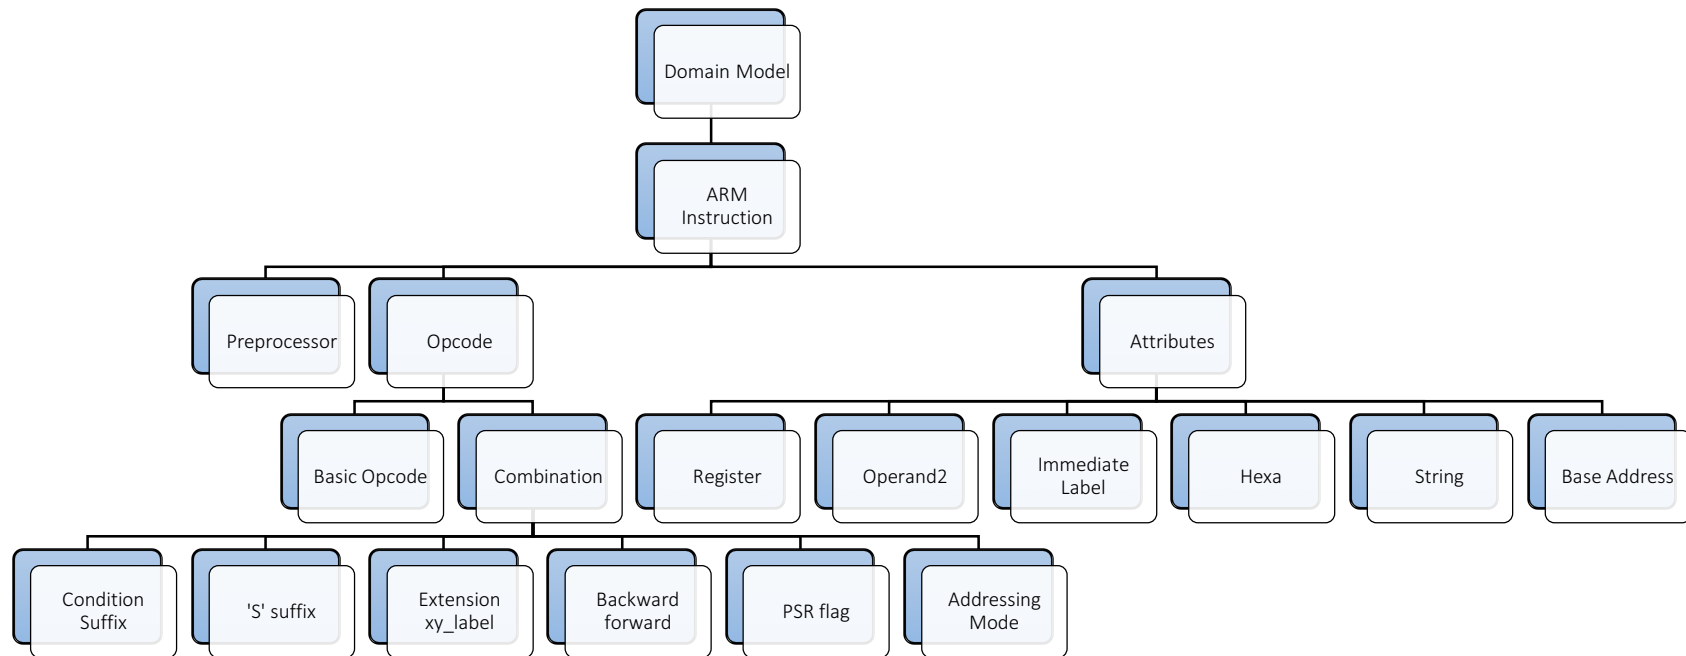 Domain Model
ARM
Instruction
Preprocessor
Opcode
Attributes
Basic Opcode
Combination
Register
Operand2
Immediate
Label
Hexa
String
Base Address
Condition
Suffix
'S' suffix
Extension
xy_label
Backward
forward
PSR flag
Addressing
Mode